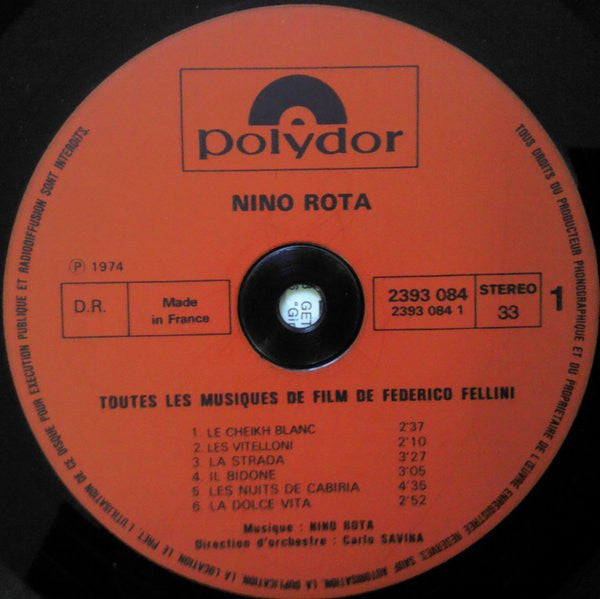 polydor
NINO ROTA
℗ 1974
D.R.
Made
in France
2393 084
2393 084 1
STEREO
33
1
GET
TOUTES LES MUSIQUES DE FILM DE FEDERICO FELLINI
1. LE CHEIKH BLANC 2'37
2. LES VITELLONI 2'10
3. LA STRADA 3'27
4. IL BIDONE 3'05
5. LES NUITS DE CABIRIA 4'35
6. LA DOLCE VITA 2'52
Musique : NINO ROTA
Direction d'orchestre : Carlo SAVINA
TOUS DROITS DU PRODUCTEUR PHONOGRAPHIQUE ET DU PROPRIETAIRE DE L'ŒUVRE ENREGISTREE RESERVES. SAUF AUTORISATION, LA DUPLICATION, LA LOCATION, LE PRET, L'UTILISATION DE CE DISQUE POUR EXECUTION PUBLIQUE ET RADIODIFFUSION SONT INTERDITS.